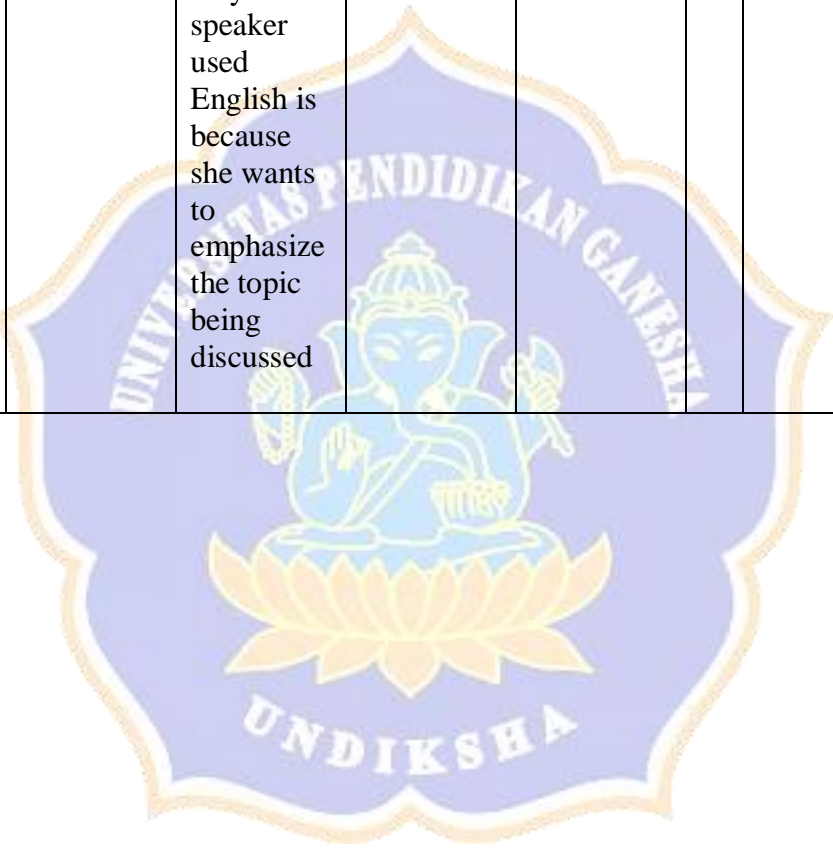 speaker
used
English is
because
she wants
to
emphasize
the topic
being
discussed
UNIVERSITAS PENDIDIKAN GANESHA
UNDIKSHA